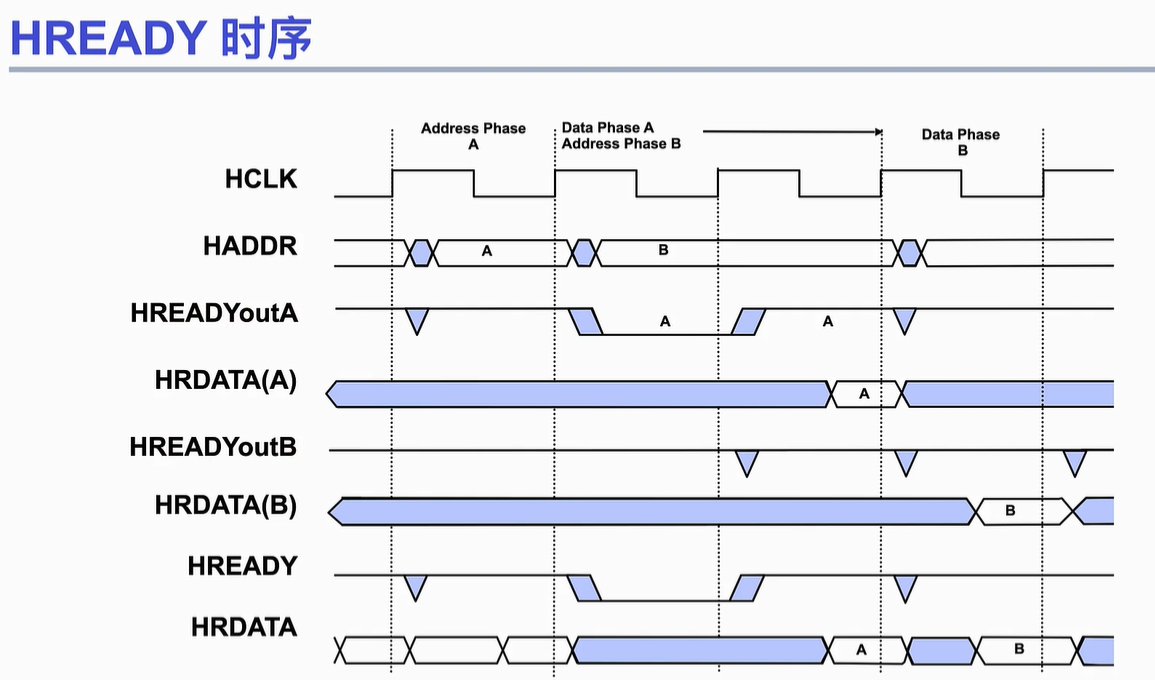 HREADY 时序
Address Phase
A
Data Phase A
Address Phase B
Data Phase
B
HCLK
HADDR
A
B
HREADYoutA
A
A
HRDATA(A)
A
HREADYoutB
HRDATA(B)
B
HREADY
HRDATA
A
B